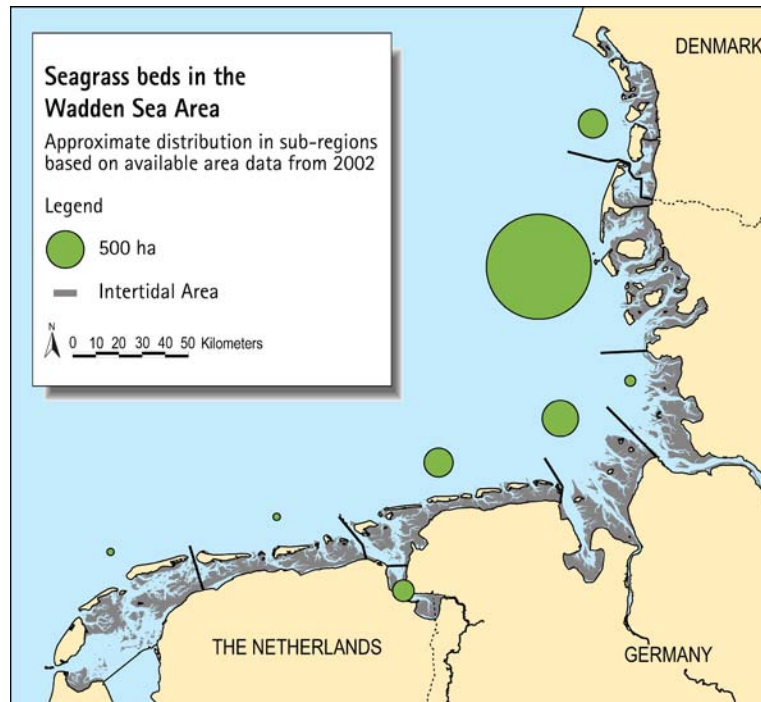 Seagrass beds in the
Wadden Sea Area
Approximate distribution in sub-regions
based on available area data from 2002
Legend
500 ha
Intertidal Area
N
0 10 20 30 40 50 Kilometers
DENMARK
THE NETHERLANDS
GERMANY